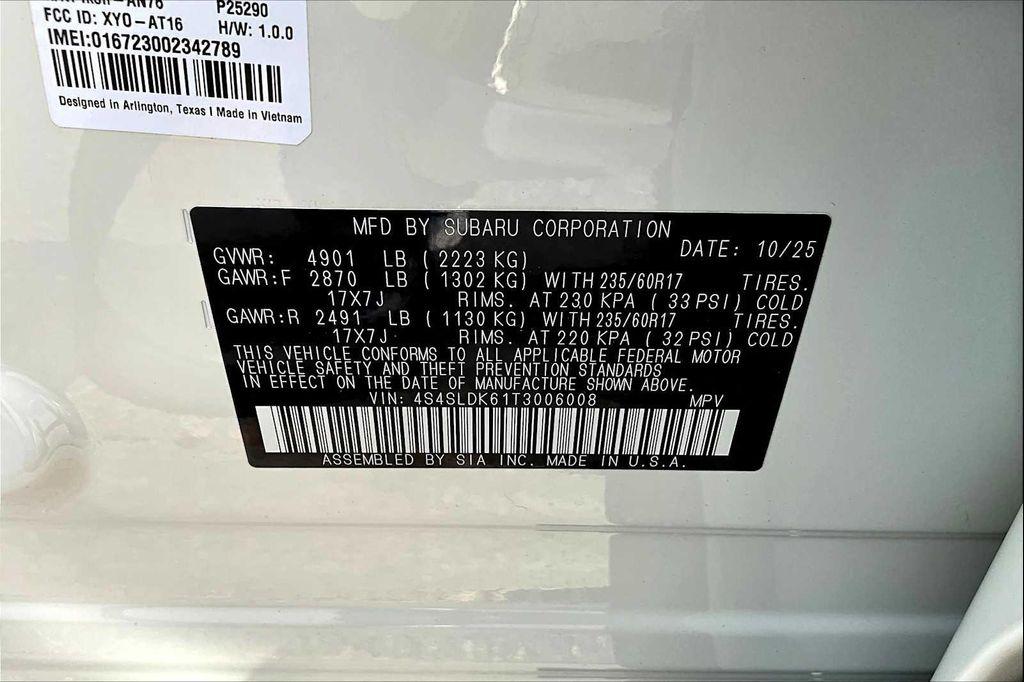 P25290
FCC ID: XYO-AT16
H/W: 1.0.0
IMEI:016723002342789
Designed in Arlington, Texas I Made in Vietnam
MFD BY SUBARU CORPORATION
DATE: 10/25
GVWR: 4901 LB ( 2223 KG)
GAWR:F 2870 LB ( 1302 KG) WITH 235/60R17 TIRES.
17X7J RIMS. AT 230 KPA ( 33 PSI) COLD
GAWR:R 2491 LB ( 1130 KG) WITH 235/60R17 TIRES.
17X7J RIMS. AT 220 KPA ( 32 PSI) COLD
THIS VEHICLE CONFORMS TO ALL APPLICABLE FEDERAL MOTOR
VEHICLE SAFETY AND THEFT PREVENTION STANDARDS
IN EFFECT ON THE DATE OF MANUFACTURE SHOWN ABOVE.
VIN: 4S4SLDK61T3006008 MPV
ASSEMBLED BY SIA INC. MADE IN U.S.A.